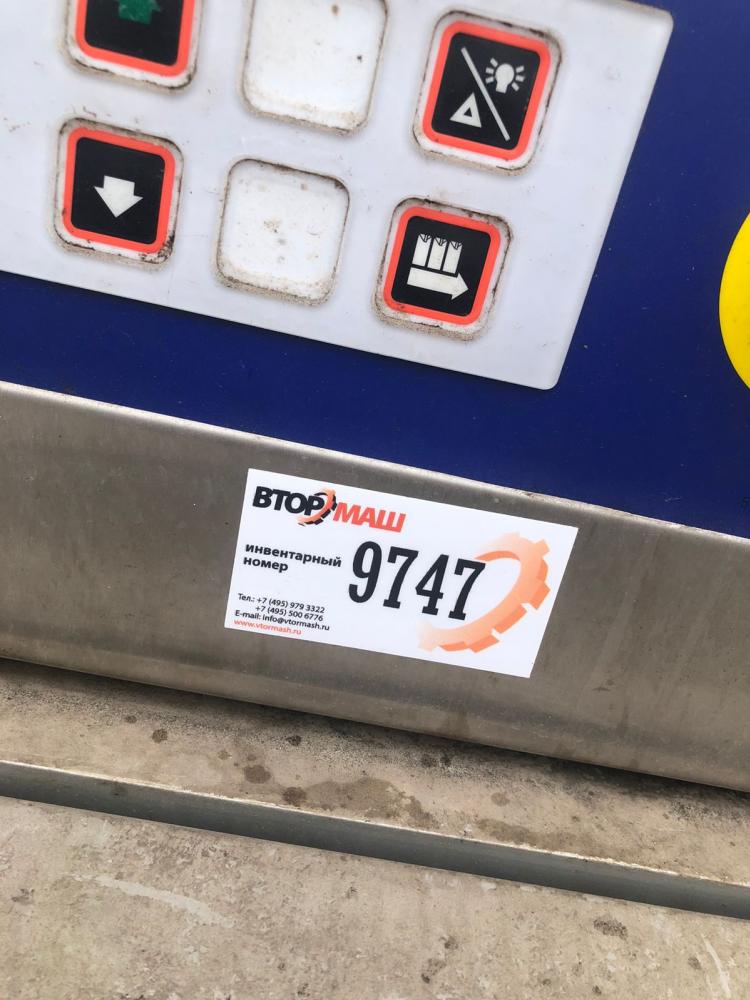 ВТОРМАШ
инвентарный
номер
9747
Тел.: +7 (495) 979 3322
+7 (495) 500 6776
E-mail: info@vtormash.ru
www.vtormash.ru